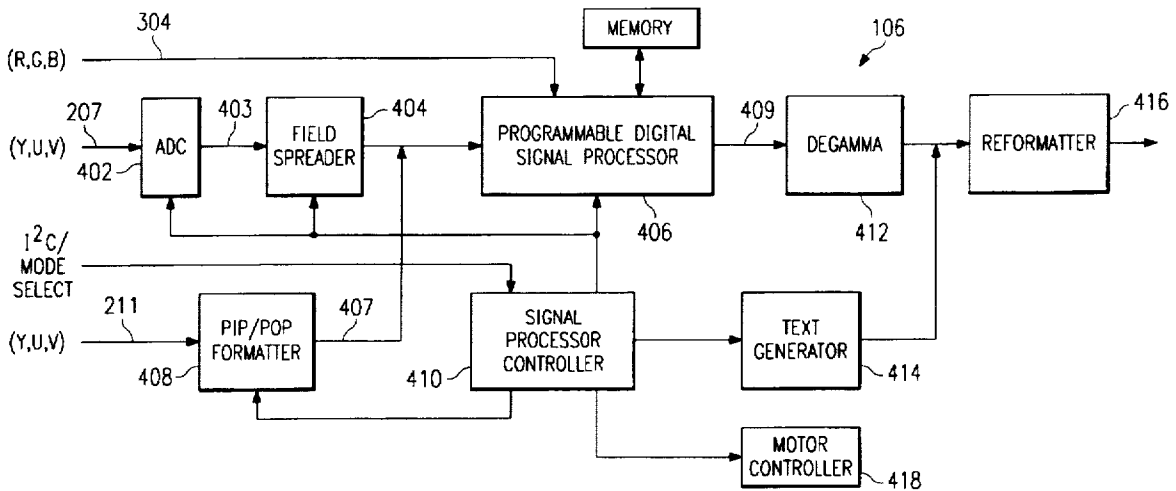 304
MEMORY
106
(R,G,B)
207
403
404
409
416
(Y,U,V)
ADC
FIELD
SPREADER
PROGRAMMABLE DIGITAL
SIGNAL PROCESSOR
DEGAMMA
REFORMATTER
402
406
412
I²C/
MODE
SELECT
211
407
(Y,U,V)
PIP/POP
FORMATTER
SIGNAL
PROCESSOR
CONTROLLER
TEXT
GENERATOR
408
410
414
MOTOR
CONTROLLER
418